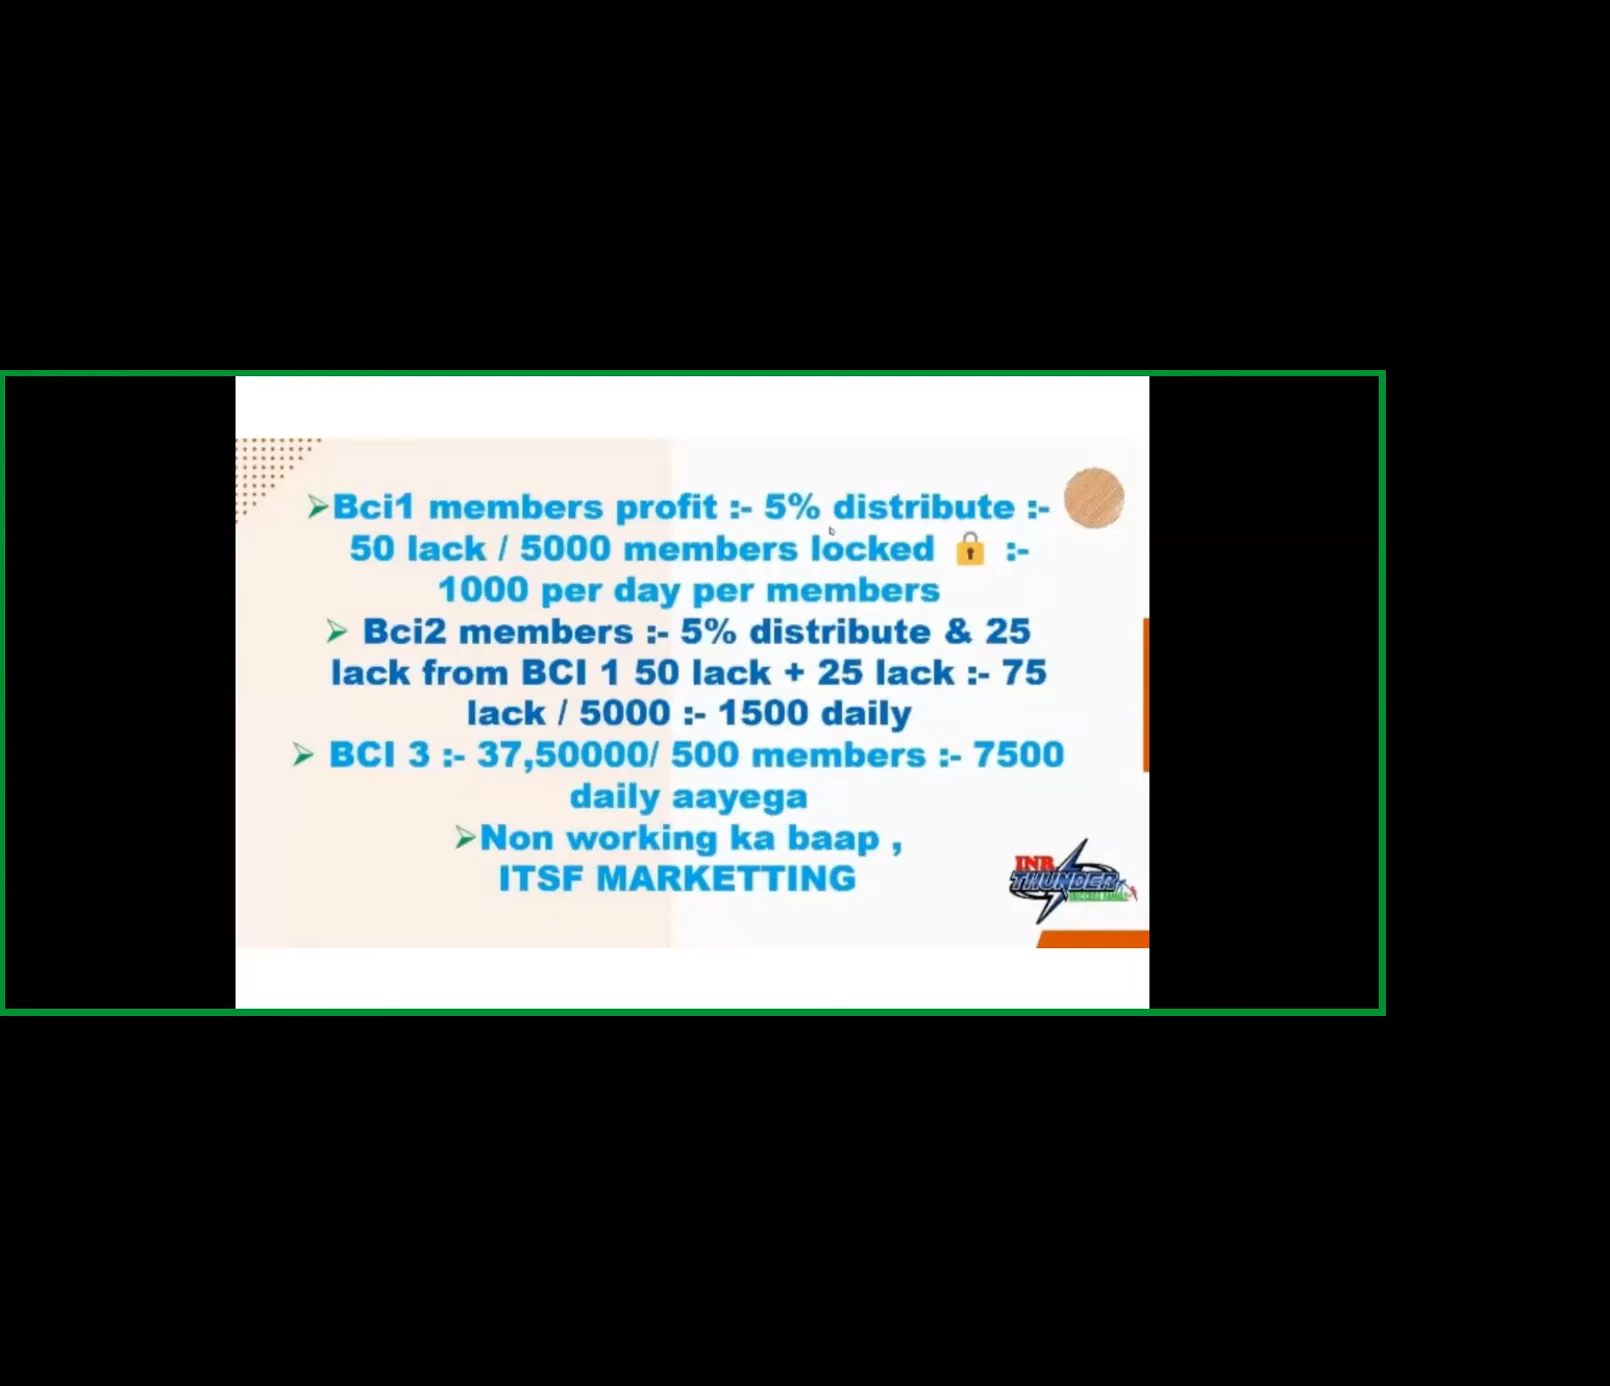 ➢Bci1 members profit :- 5% distribute :-
50 lack / 5000 members locked 🔒 :-
1000 per day per members
➢ Bci2 members :- 5% distribute & 25
lack from BCI 1 50 lack + 25 lack :- 75
lack / 5000 :- 1500 daily
➢ BCI 3 :- 37,50000/ 500 members :- 7500
daily aayega
➢Non working ka baap ,
ITSF MARKETTING
INR
THUNDER